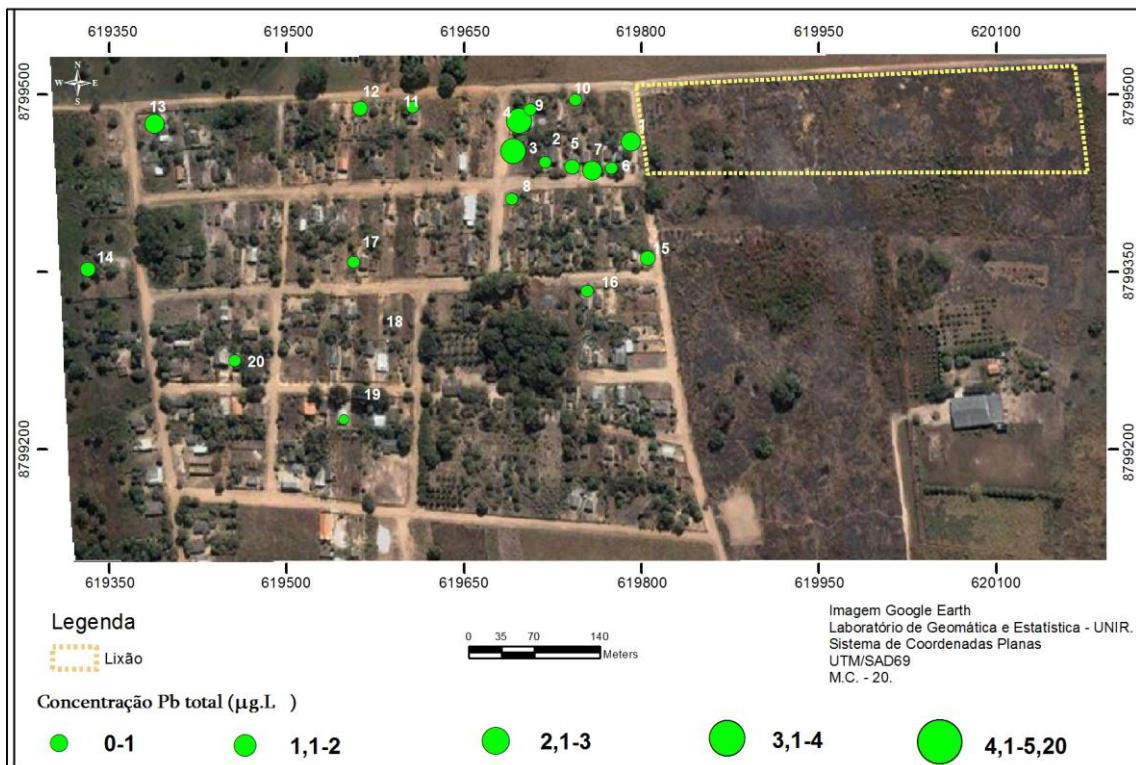 619350 619500 619650 619800 619950 620100
8799500 8799500
N
W E
S
10
12
11
9
13
4
1
3
2
5
7
6
8
17
15
14
16
8799350 8799350
18
20
19
8799200 8799200
619350 619500 619650 619800 619950 620100
Legenda
Lixão
0 35 70 140
Meters
Imagem Google Earth
Laboratório de Geomática e Estatística - UNIR.
Sistema de Coordenadas Planas
UTM/SAD69
M.C. - 20.
Concentração Pb total (µg.L )
0-1 1,1-2 2,1-3 3,1-4 4,1-5,20